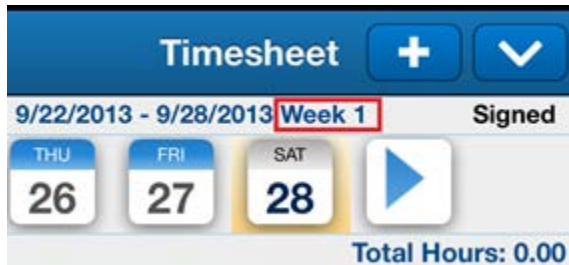 Timesheet
9/22/2013 - 9/28/2013 Week 1 Signed
THU FRI SAT
26 27 28
Total Hours: 0.00